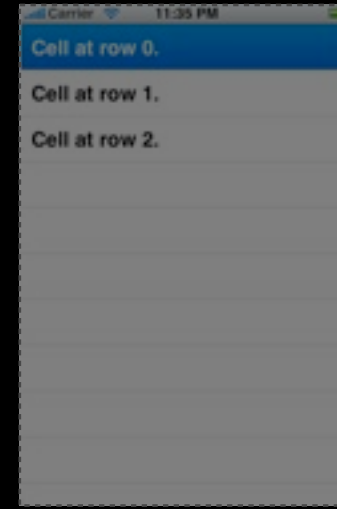 Carrier 11:35 PM
Cell at row 0.
Cell at row 1.
Cell at row 2.